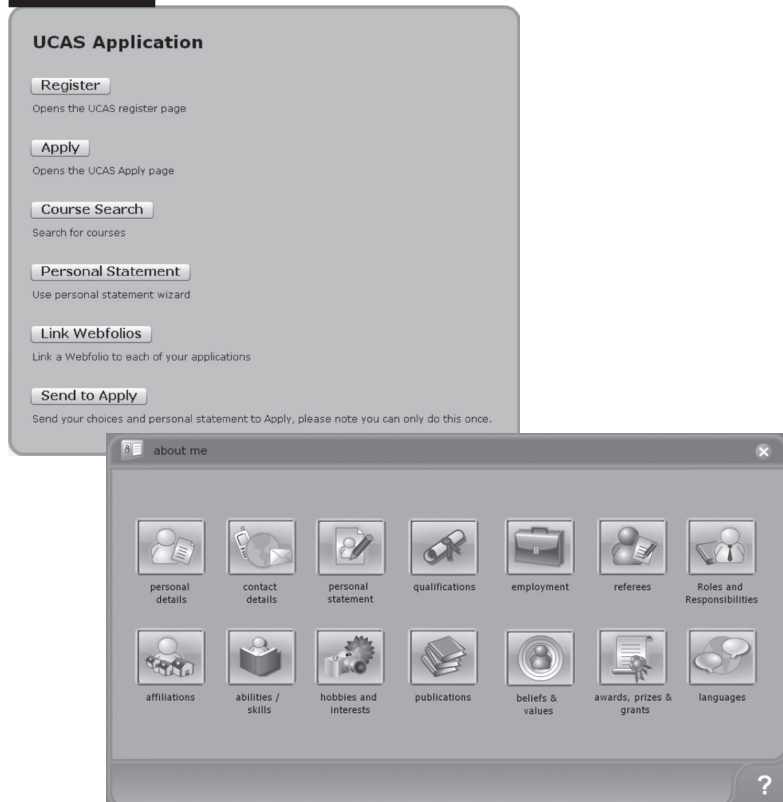 UCAS Application
Register
Opens the UCAS register page
Apply
Opens the UCAS Apply page
Course Search
Search for courses
Personal Statement
Use personal statement wizard
Link Webfolios
Link a Webfolio to each of your applications
Send to Apply
Send your choices and personal statement to Apply, please note you can only do this once.
about me
personal
details
contact
details
personal
statement
qualifications
employment
referees
Roles and
Responsibilities
affiliations
abilities /
skills
hobbies and
interests
publications
beliefs &
values
awards, prizes &
grants
languages
?